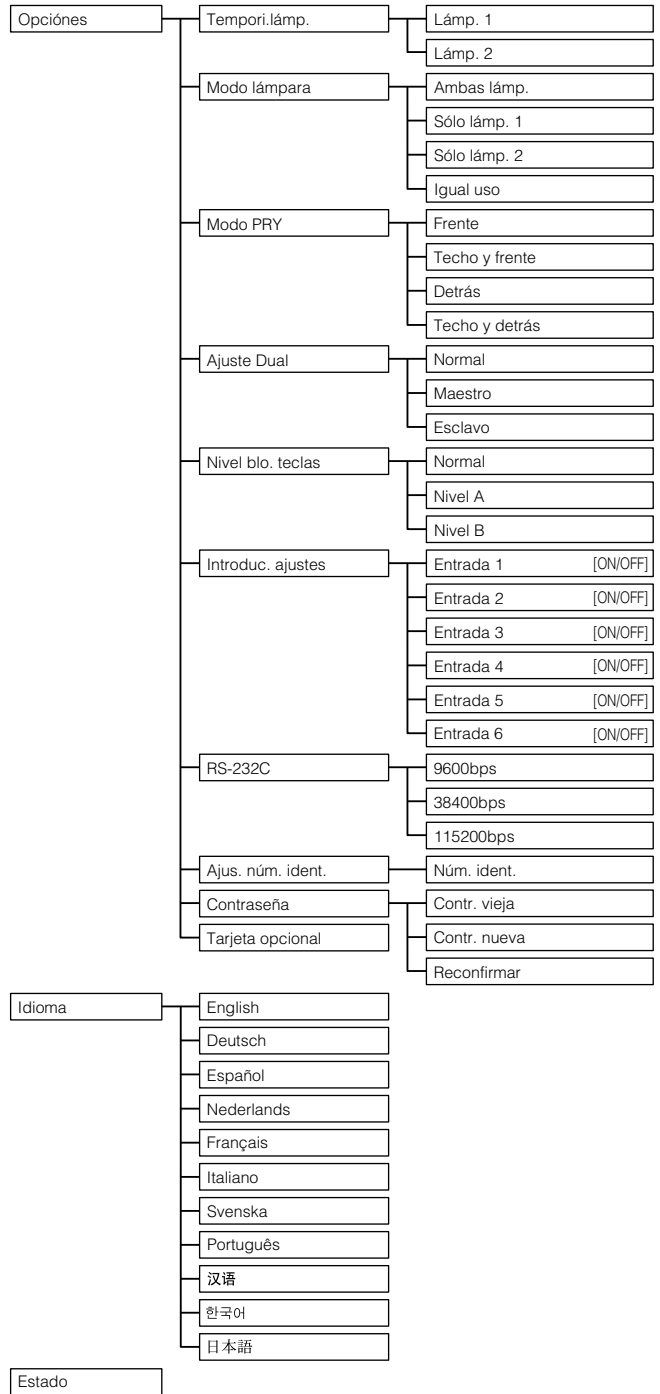 Opciónes Tempori.lámp. Lámp. 1
Lámp. 2
Modo lámpara Ambas lámp.
Sólo lámp. 1
Sólo lámp. 2
Igual uso
Modo PRY Frente
Techo y frente
Detrás
Techo y detrás
Ajuste Dual Normal
Maestro
Esclavo
Nivel blo. teclas Normal
Nivel A
Nivel B
Introduc. ajustes Entrada 1 [ON/OFF]
Entrada 2 [ON/OFF]
Entrada 3 [ON/OFF]
Entrada 4 [ON/OFF]
Entrada 5 [ON/OFF]
Entrada 6 [ON/OFF]
RS-232C 9600bps
38400bps
115200bps
Ajus. núm. ident. Núm. ident.
Contraseña Contr. vieja
Tarjeta opcional Contr. nueva
Reconfirmar
Idioma English
Deutsch
Español
Nederlands
Français
Italiano
Svenska
Português
汉语
한국어
日本語
Estado